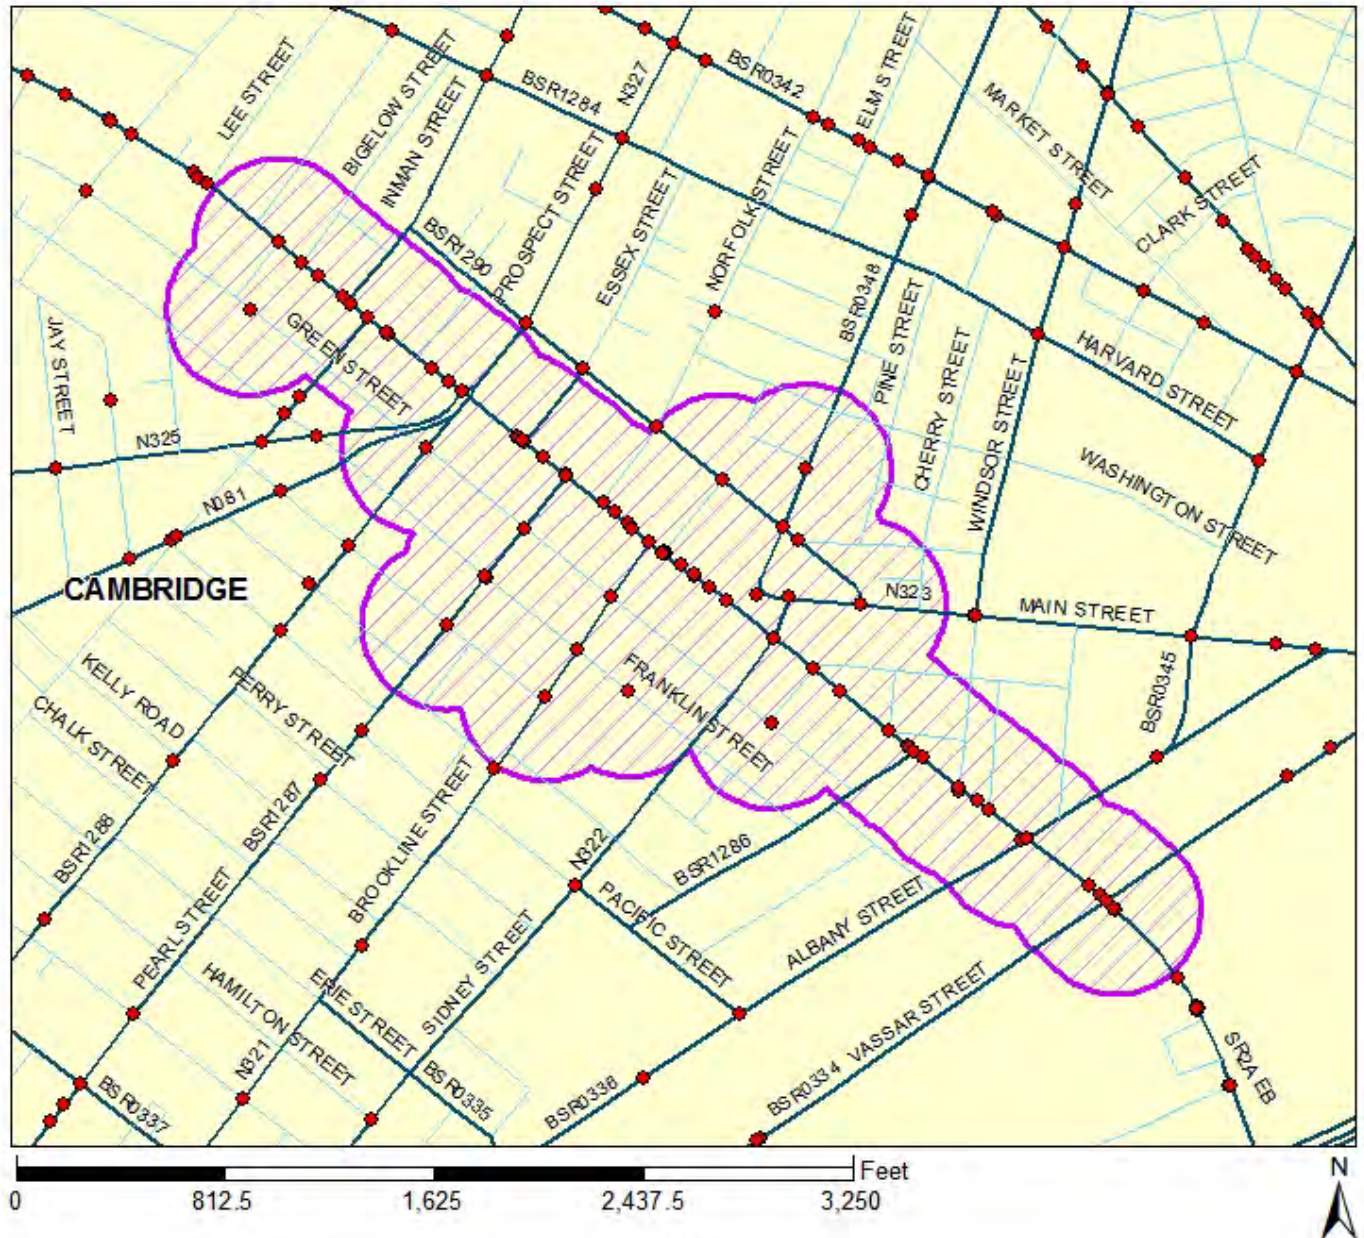 LEE STREET
BIGELOW STREET
INMAN STREET
BSR1284
N327
BSR0342
ELM STREET
MARKET STREET
CLARK STREET
BSR1290
PROSPECT STREET
ESSEX STREET
NORFOLK STREET
BSR0348
PINE STREET
CHERRY STREET
WINDSOR STREET
HARVARD STREET
WASHINGTON STREET
JAY STREET
GREEN STREET
N325
N081
CAMBRIDGE
N323
MAIN STREET
BSR0345
KELLY ROAD
CHALK STREET
PERRY STREET
FRANKLIN STREET
BSR1288
BSR1287
PEARL STREET
BROOKLINE STREET
N322
BSR1286
PACIFIC STREET
ALBANY STREET
SIDNEY STREET
HAMILTON STREET
ERIE STREET
VASSAR STREET
BSR0337
N321
BSR0335
BSR0336
BSR0334
SR2A EB
Feet
0 812.5 1,625 2,437.5 3,250
N